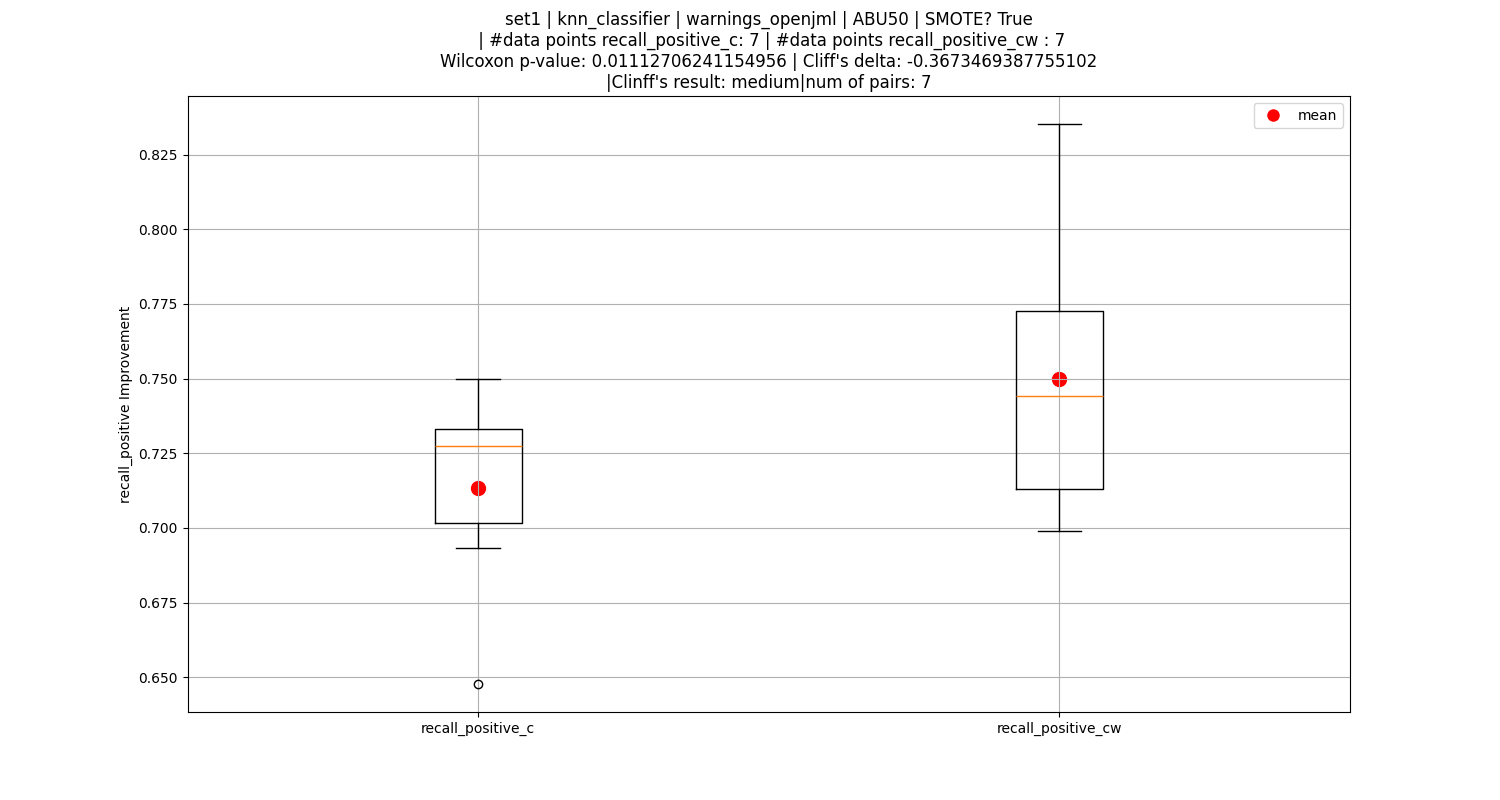 set1 | knn_classifier | warnings_openjml | ABU50 | SMOTE? True
| #data points recall_positive_c: 7 | #data points recall_positive_cw : 7
Wilcoxon p-value: 0.01112706241154956 | Cliff's delta: -0.3673469387755102
|Clinff's result: medium|num of pairs: 7
mean
recall_positive Improvement
0.825
0.800
0.775
0.750
0.725
0.700
0.675
0.650
recall_positive_c
recall_positive_cw